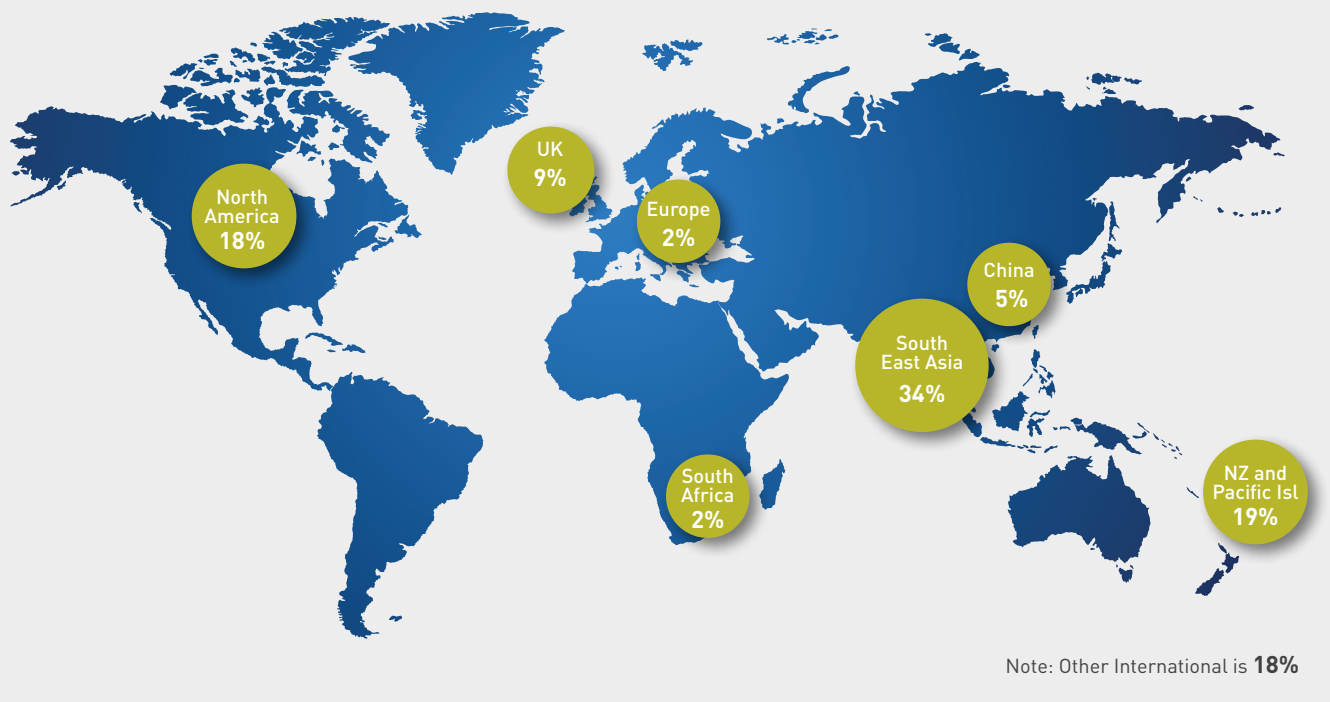 UK
9%
North
America
18%
Europe
2%
China
5%
South
East Asia
34%
South
Africa
2%
NZ and
Pacific Isl
19%
Note: Other International is 18%